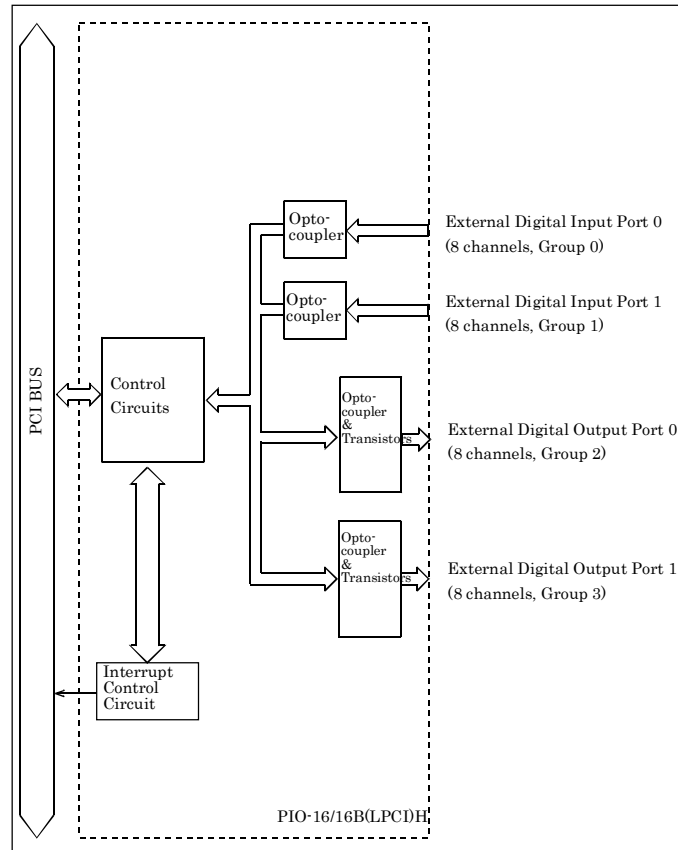 Opto-
coupler
External Digital Input Port 0
(8 channels, Group 0)
Opto-
coupler
External Digital Input Port 1
(8 channels, Group 1)
PCI BUS
Control
Circuits
Opto-
coupler
&
Transistors
External Digital Output Port 0
(8 channels, Group 2)
Opto-
coupler
&
Transistors
External Digital Output Port 1
(8 channels, Group 3)
Interrupt
Control
Circuit
PIO-16/16B(LPCI)H